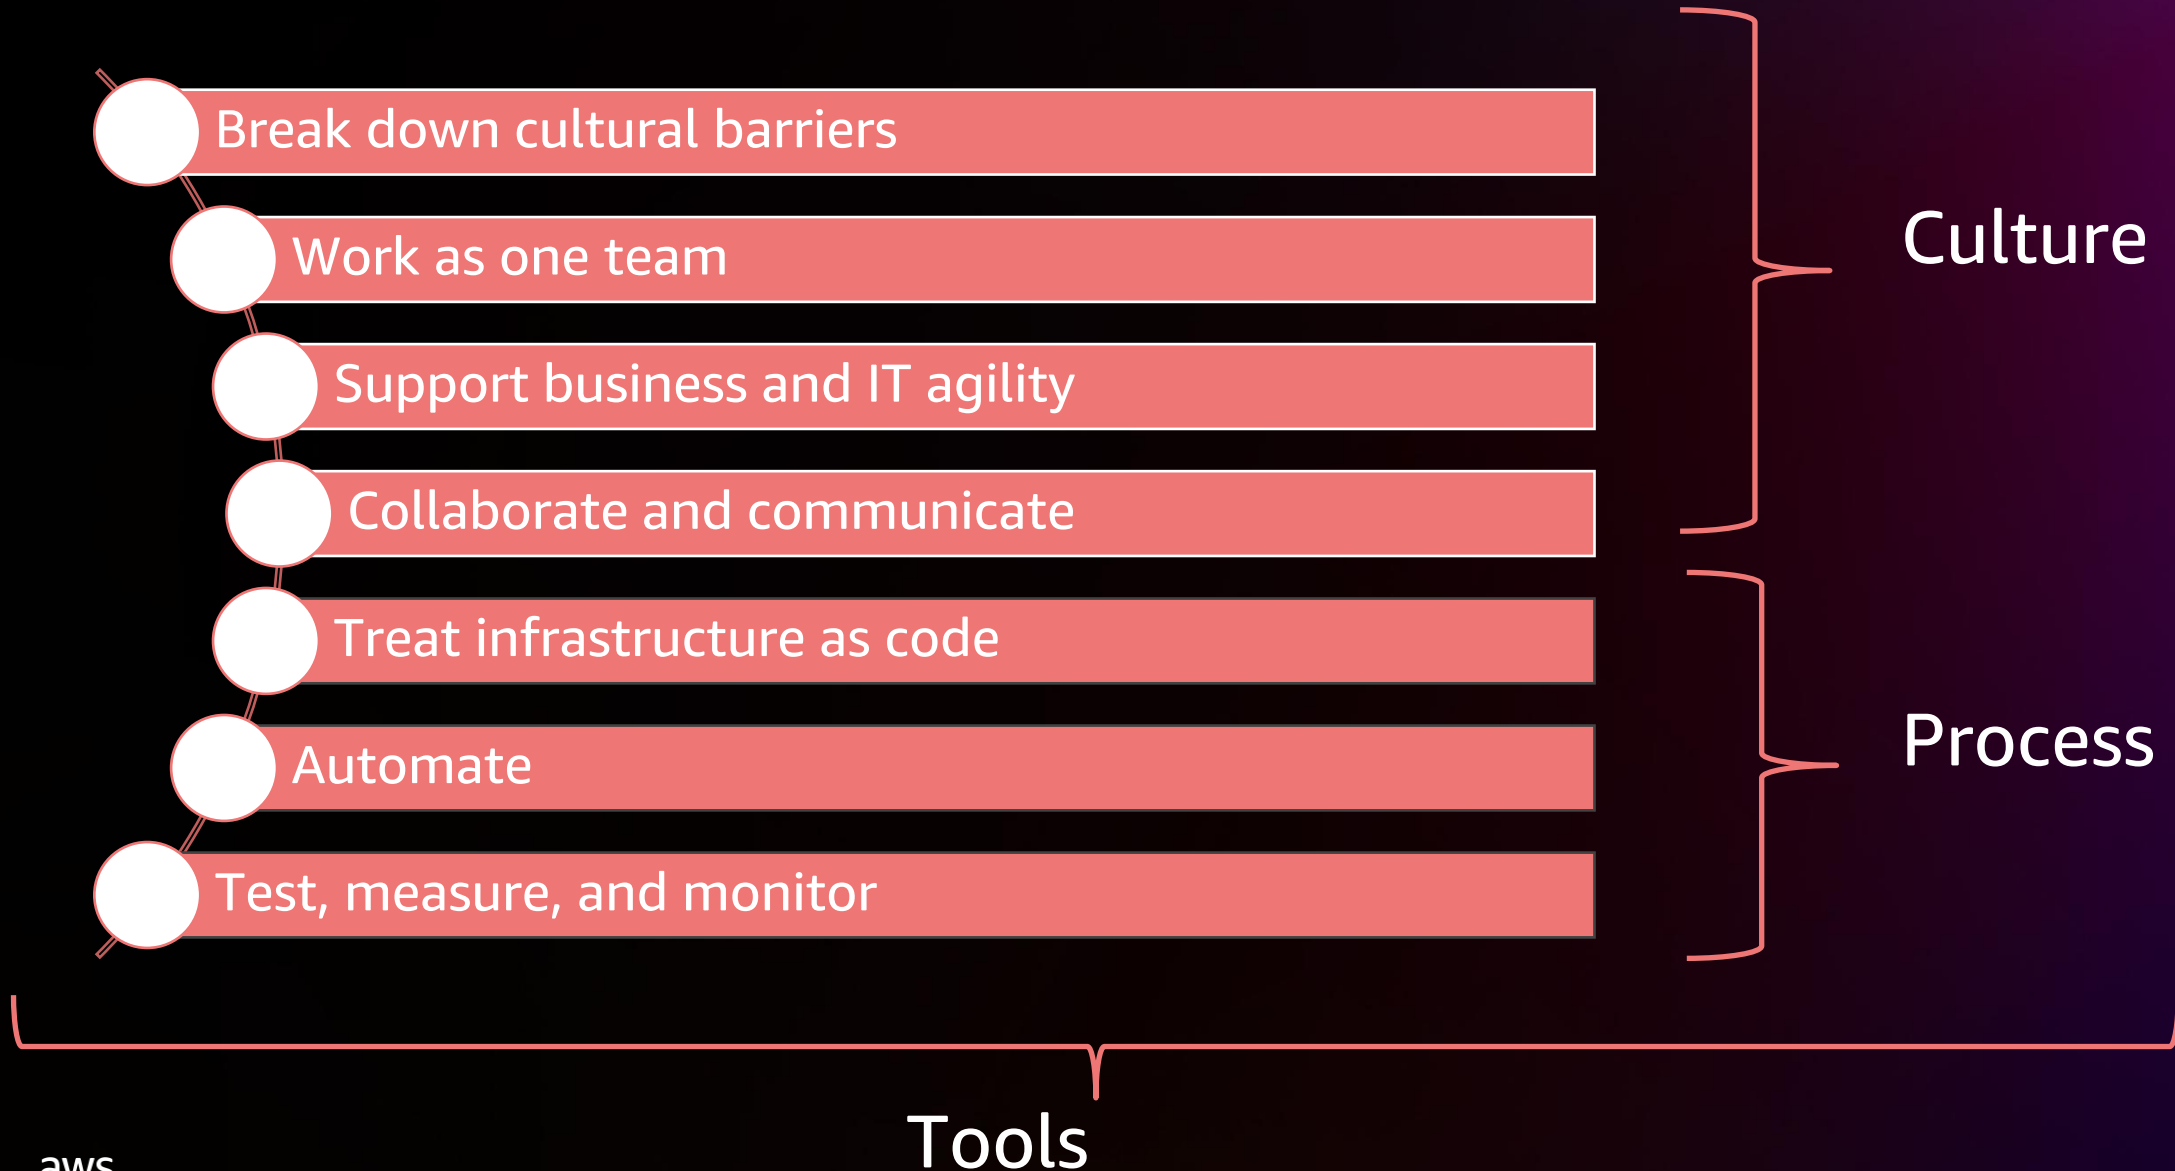 Break down cultural barriers
Work as one team
Support business and IT agility
Collaborate and communicate
Treat infrastructure as code
Automate
Test, measure, and monitor
Culture
Process
Tools
aws